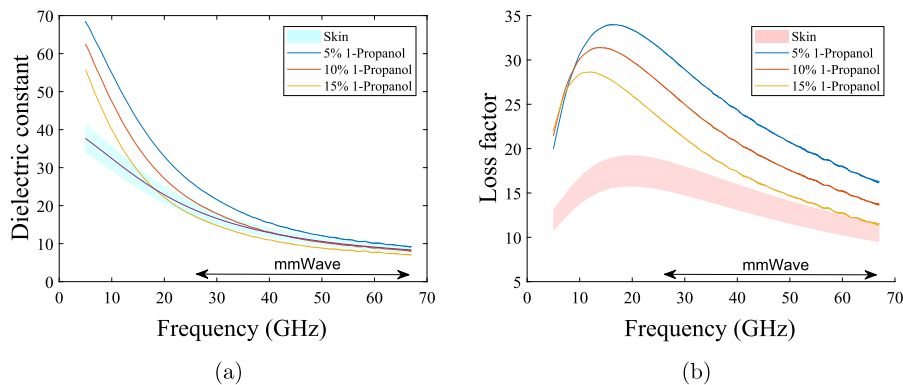 Dielectric constant
80
70
60
50
40
30
20
10
0
Skin
5% 1-Propanol
10% 1-Propanol
15% 1-Propanol
mmWave
0 10 20 30 40 50 60 70
Frequency (GHz)
(a)
Loss factor
35
30
25
20
15
10
5
Skin
5% 1-Propanol
10% 1-Propanol
15% 1-Propanol
mmWave
0 10 20 30 40 50 60 70
Frequency (GHz)
(b)